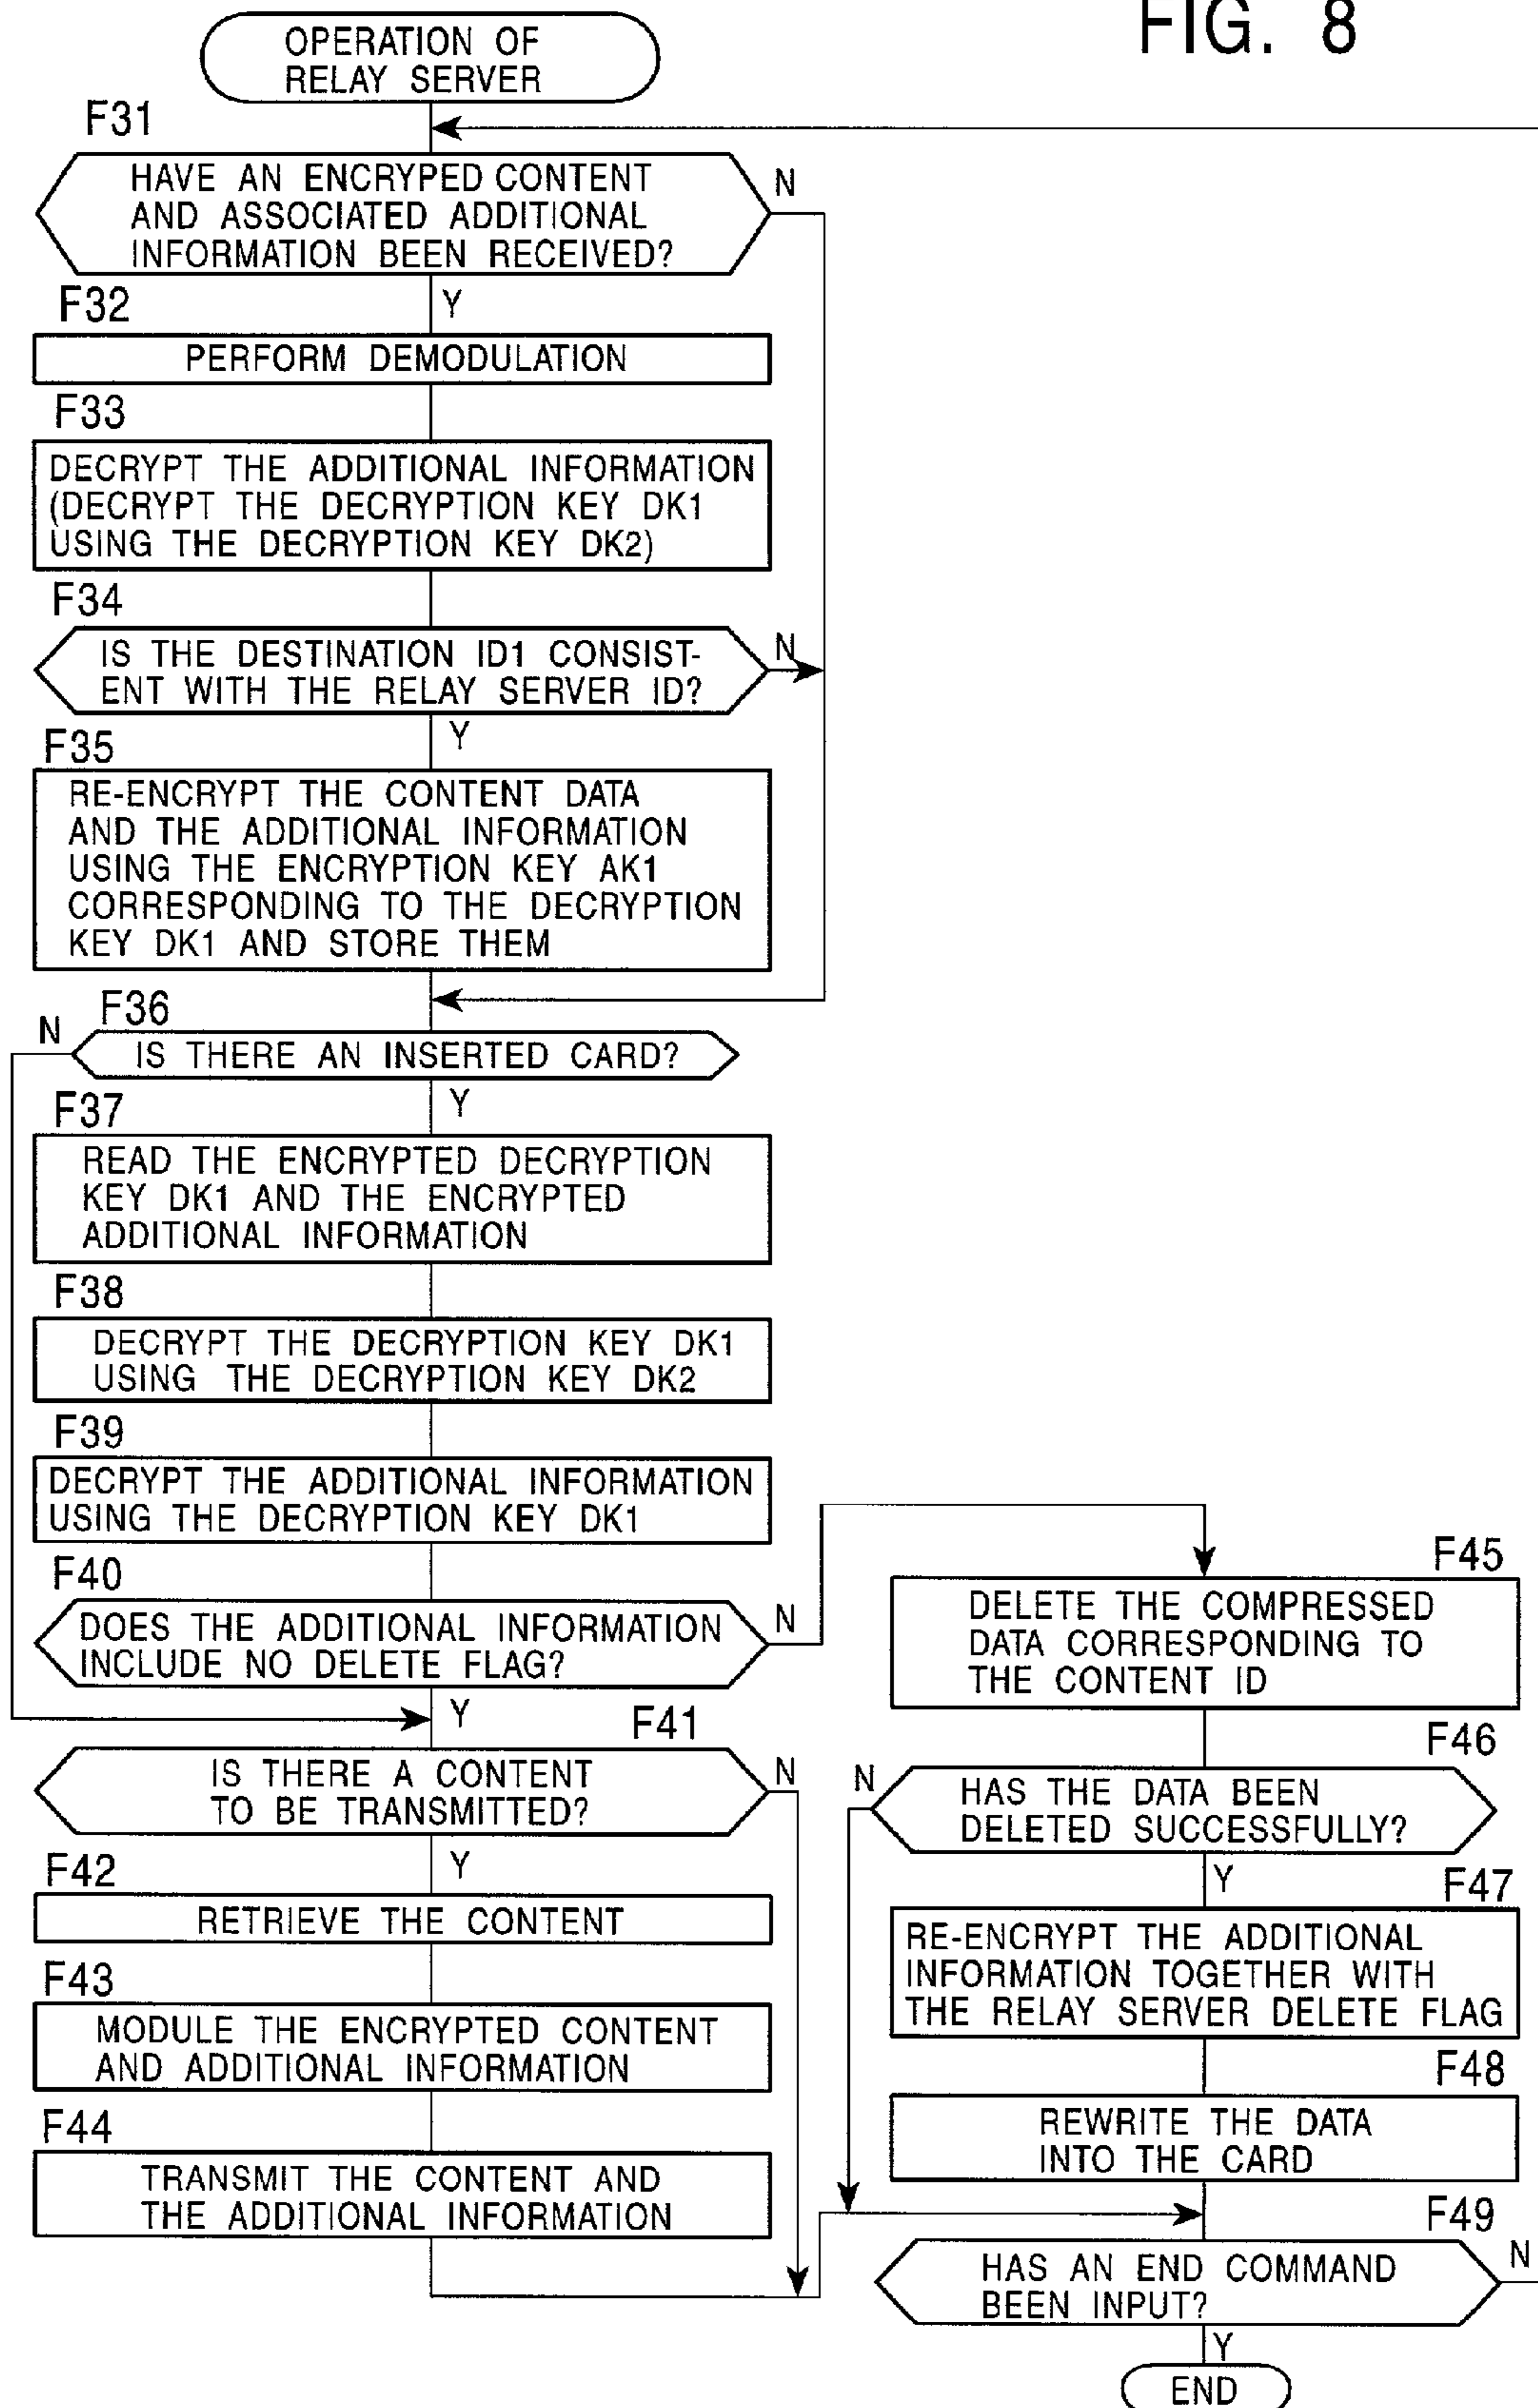 FIG. 8
OPERATION OF
RELAY SERVER
F31
HAVE AN ENCRYPED CONTENT
AND ASSOCIATED ADDITIONAL
INFORMATION BEEN RECEIVED?
N
Y
F32
PERFORM DEMODULATION
F33
DECRYPT THE ADDITIONAL INFORMATION
(DECRYPT THE DECRYPTION KEY DK1
USING THE DECRYPTION KEY DK2)
F34
IS THE DESTINATION ID1 CONSIST-
ENT WITH THE RELAY SERVER ID?
N
Y
F35
RE-ENCRYPT THE CONTENT DATA
AND THE ADDITIONAL INFORMATION
USING THE ENCRYPTION KEY AK1
CORRESPONDING TO THE DECRYPTION
KEY DK1 AND STORE THEM
F36
N
IS THERE AN INSERTED CARD?
Y
F37
READ THE ENCRYPTED DECRYPTION
KEY DK1 AND THE ENCRYPTED
ADDITIONAL INFORMATION
F38
DECRYPT THE DECRYPTION KEY DK1
USING THE DECRYPTION KEY DK2
F39
DECRYPT THE ADDITIONAL INFORMATION
USING THE DECRYPTION KEY DK1
F40
DOES THE ADDITIONAL INFORMATION
INCLUDE NO DELETE FLAG?
N
Y
F41
IS THERE A CONTENT
TO BE TRANSMITTED?
N
Y
F42
RETRIEVE THE CONTENT
F43
MODULE THE ENCRYPTED CONTENT
AND ADDITIONAL INFORMATION
F44
TRANSMIT THE CONTENT AND
THE ADDITIONAL INFORMATION
F45
DELETE THE COMPRESSED
DATA CORRESPONDING TO
THE CONTENT ID
F46
N
HAS THE DATA BEEN
DELETED SUCCESSFULLY?
Y
F47
RE-ENCRYPT THE ADDITIONAL
INFORMATION TOGETHER WITH
THE RELAY SERVER DELETE FLAG
F48
REWRITE THE DATA
INTO THE CARD
F49
HAS AN END COMMAND
BEEN INPUT?
N
Y
END